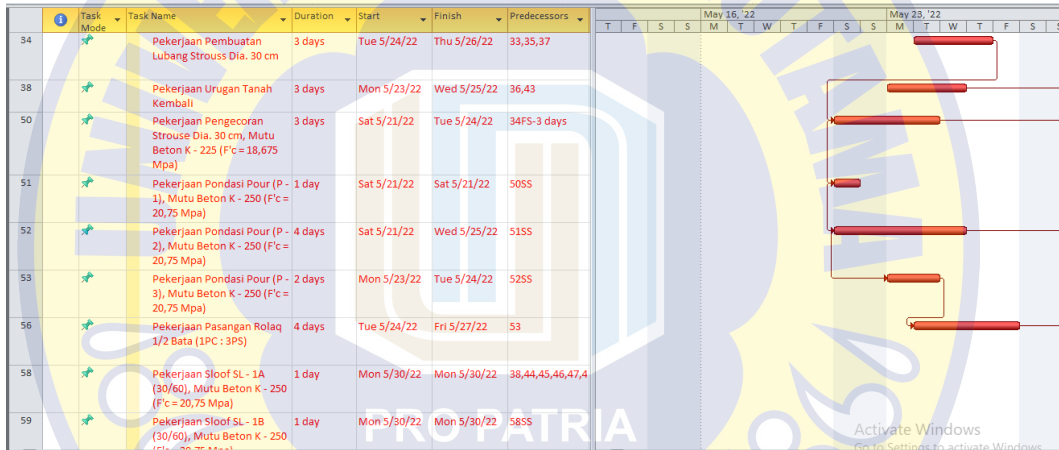 Task Mode Task Name Duration Start Finish Predecessors
May 16, '22 May 23, '22
T F S S M T W T F S S M T W T F S S
34 Pekerjaan Pembuatan 3 days Tue 5/24/22 Thu 5/26/22 33,35,37
Lubang Strouss Dia. 30 cm
38 Pekerjaan Urugan Tanah 3 days Mon 5/23/22 Wed 5/25/22 36,43
Kembali
50 Pekerjaan Pengecoran 3 days Sat 5/21/22 Tue 5/24/22 34FS-3 days
Strouse Dia. 30 cm, Mutu
Beton K - 225 (F'c = 18,675
Mpa)
51 Pekerjaan Pondasi Pour (P - 1 day Sat 5/21/22 Sat 5/21/22 50SS
1), Mutu Beton K - 250 (F'c =
20,75 Mpa)
52 Pekerjaan Pondasi Pour (P - 4 days Sat 5/21/22 Wed 5/25/22 51SS
2), Mutu Beton K - 250 (F'c =
20,75 Mpa)
53 Pekerjaan Pondasi Pour (P - 2 days Mon 5/23/22 Tue 5/24/22 52SS
3), Mutu Beton K - 250 (F'c =
20,75 Mpa)
56 Pekerjaan Pasangan Rolaq 4 days Tue 5/24/22 Fri 5/27/22 53
1/2 Bata (1PC : 3PS)
58 Pekerjaan Sloof SL - 1A 1 day Mon 5/30/22 Mon 5/30/22 38,44,45,46,47,4
(30/60), Mutu Beton K - 250
(F'c = 20,75 Mpa)
59 Pekerjaan Sloof SL - 1B 1 day Mon 5/30/22 Mon 5/30/22 58SS
(30/60), Mutu Beton K - 250
(F'c = 20,75 Mpa)
PRO PATRIA
Activate Windows
Go to Settings to activate Windows.